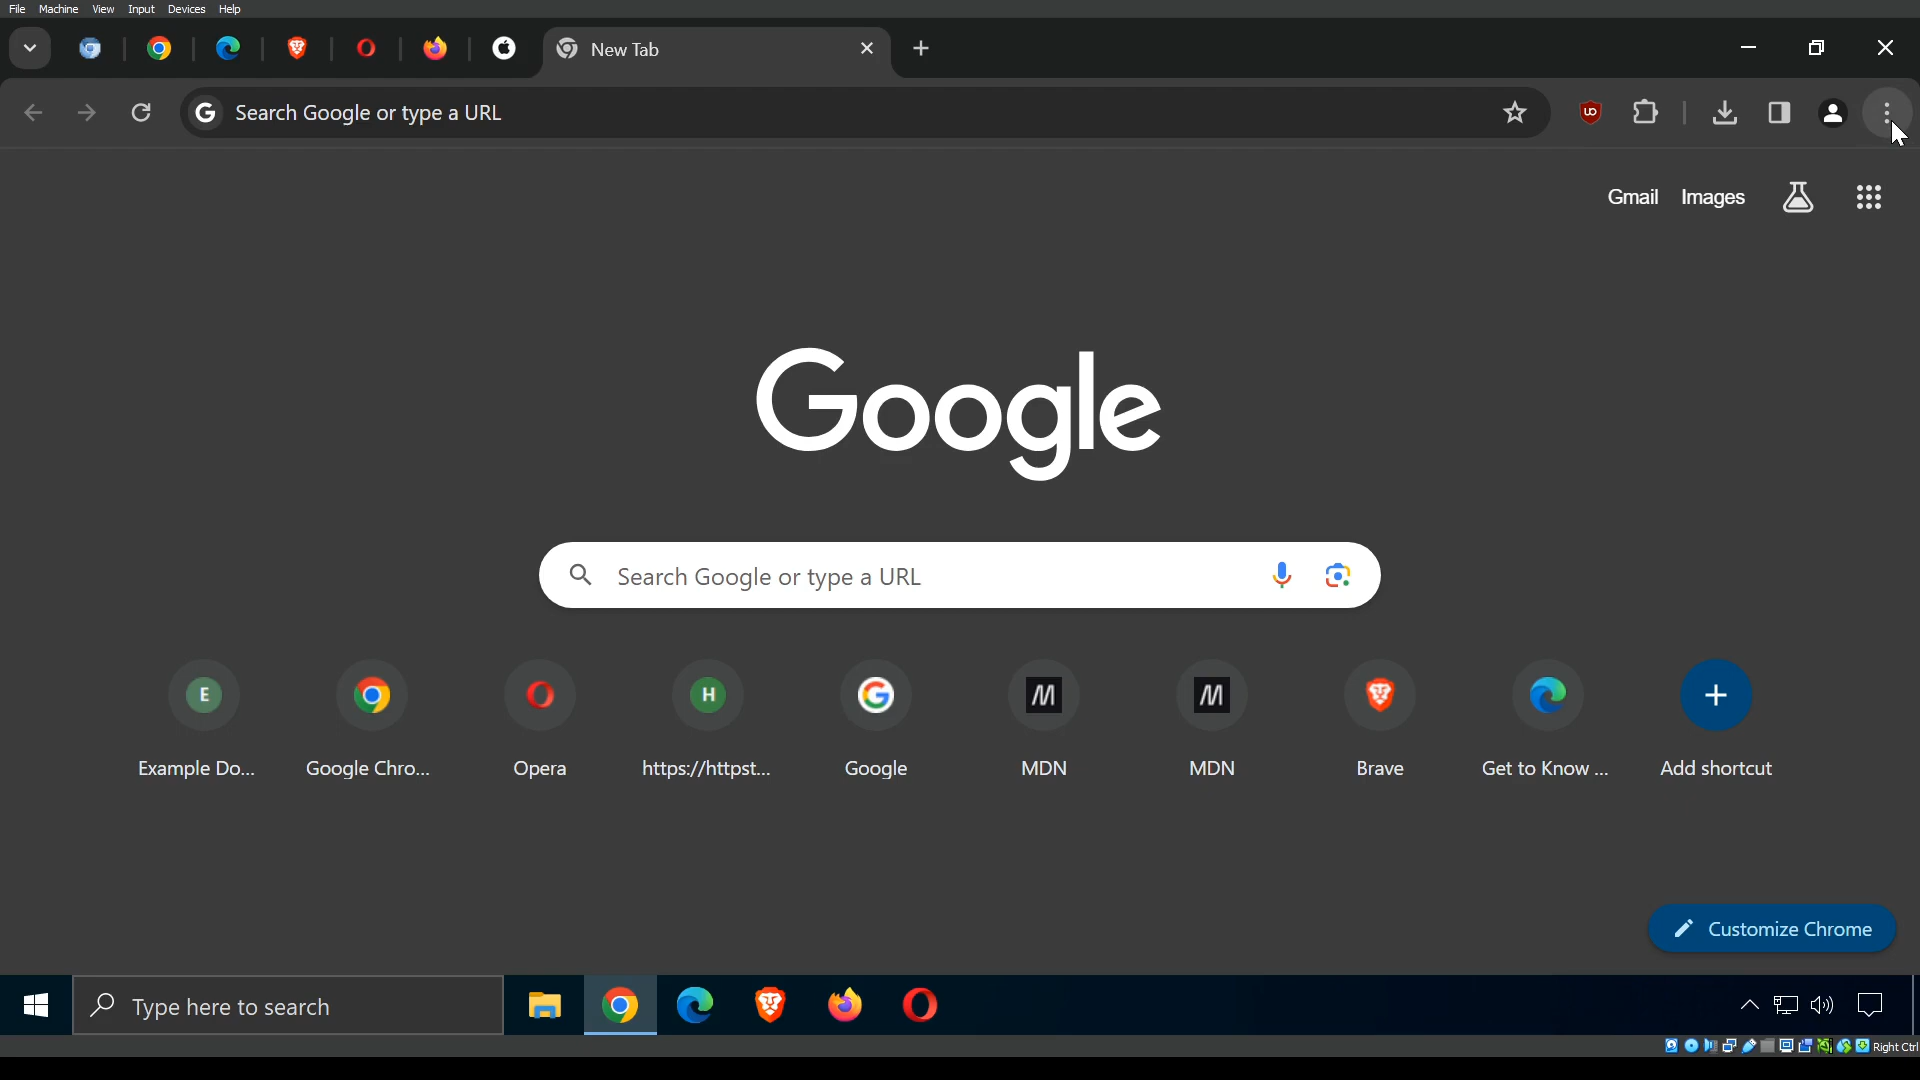 File Machine View Input Devices Help
New Tab
Search Google or type a URL
Gmail Images
Google
Search Google or type a URL
E H
Example Do... Google Chro... Opera https://httpst... Google MDN MDN Brave Get to Know ... Add shortcut
Customize Chrome
Type here to search
Right Ctrl